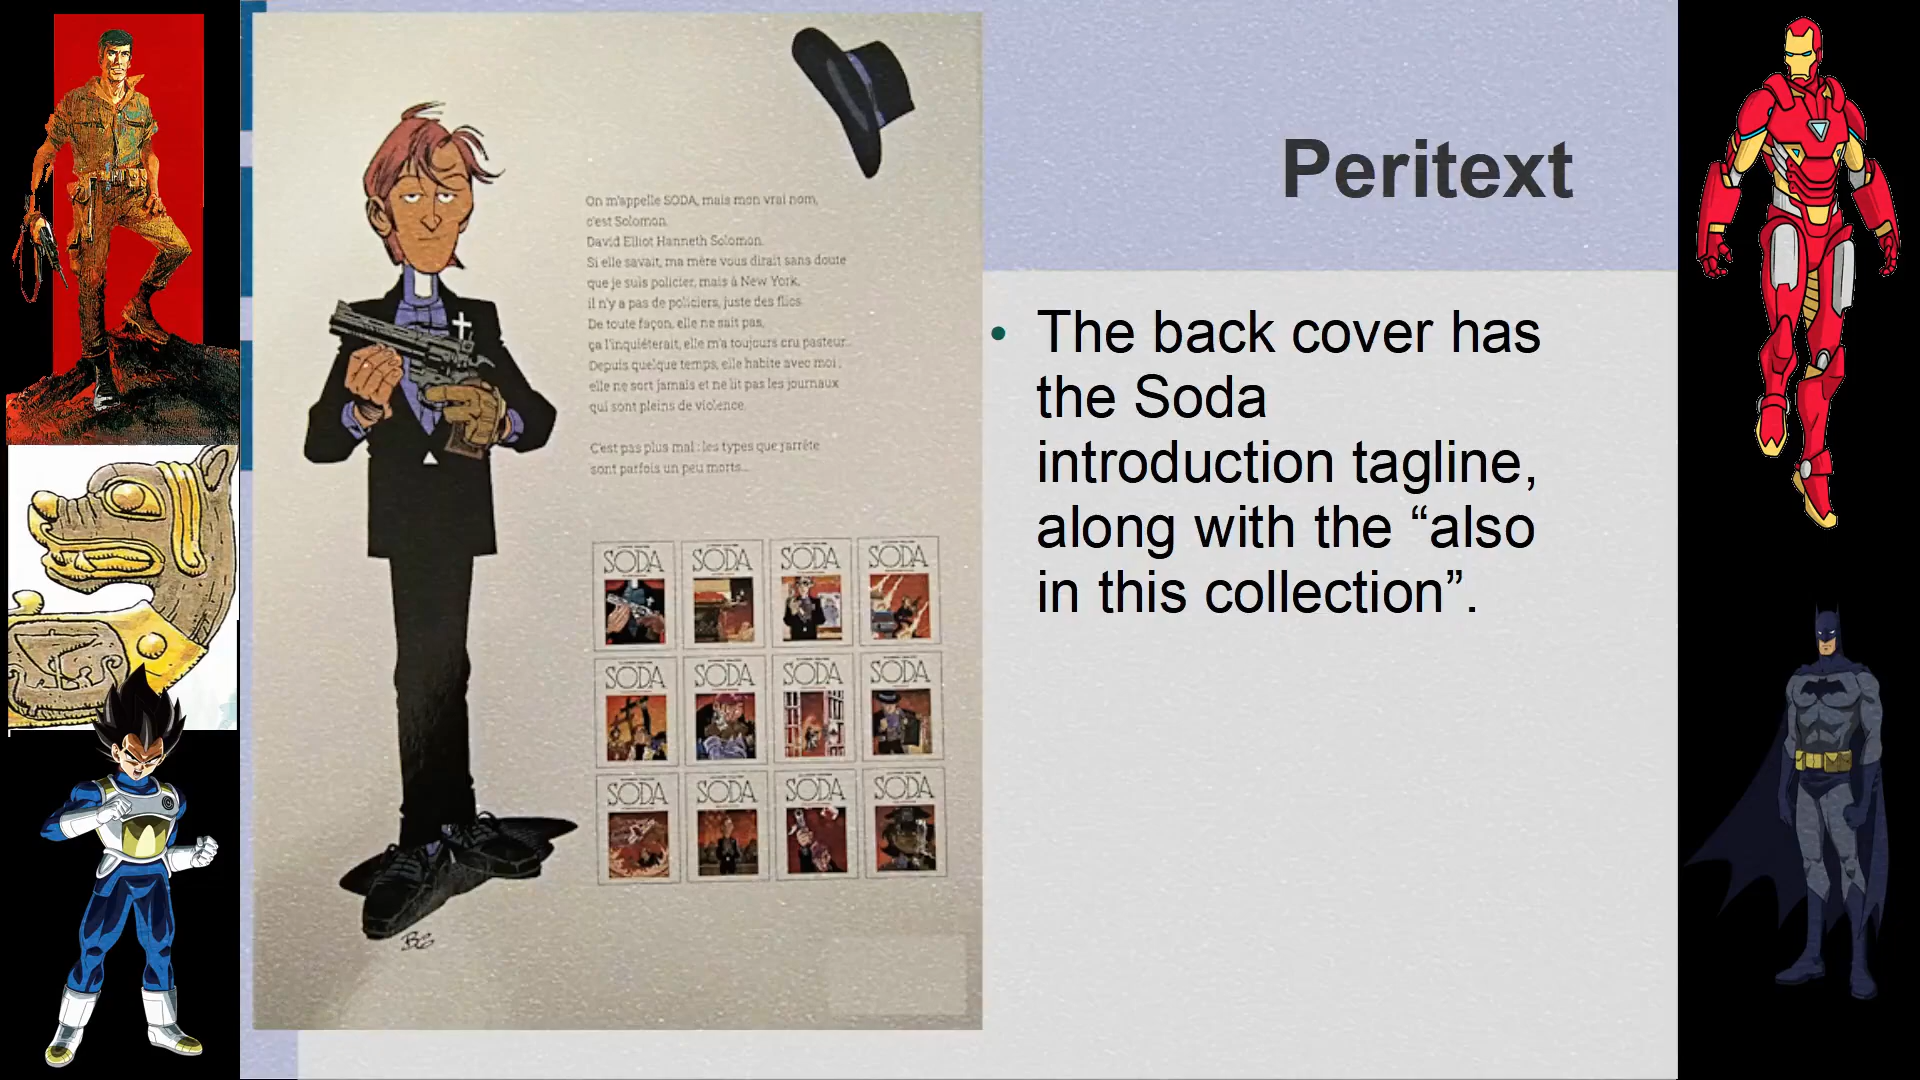 On m'appelle SODA, mais mon vrai nom,
c'est Solomon.
David Elliot Hanneth Solomon.
Si elle savait, ma mère vous dirait sans doute
que je suis policier, mais à New York,
il n'y a pas de policiers, juste des flics.
De toute façon, elle ne sait pas,
ça l'inquiéterait, elle m'a toujours cru pasteur.
Depuis quelque temps, elle habite avec moi ;
elle ne sort jamais et ne lit pas les journaux
qui sont pleins de violence.
C'est pas plus mal : les types que j'arrête
sont parfois un peu morts...
SODA SODA SODA SODA
SODA SODA SODA SODA
SODA SODA SODA SODA
Peritext
• The back cover has
the Soda
introduction tagline,
along with the “also
in this collection”.